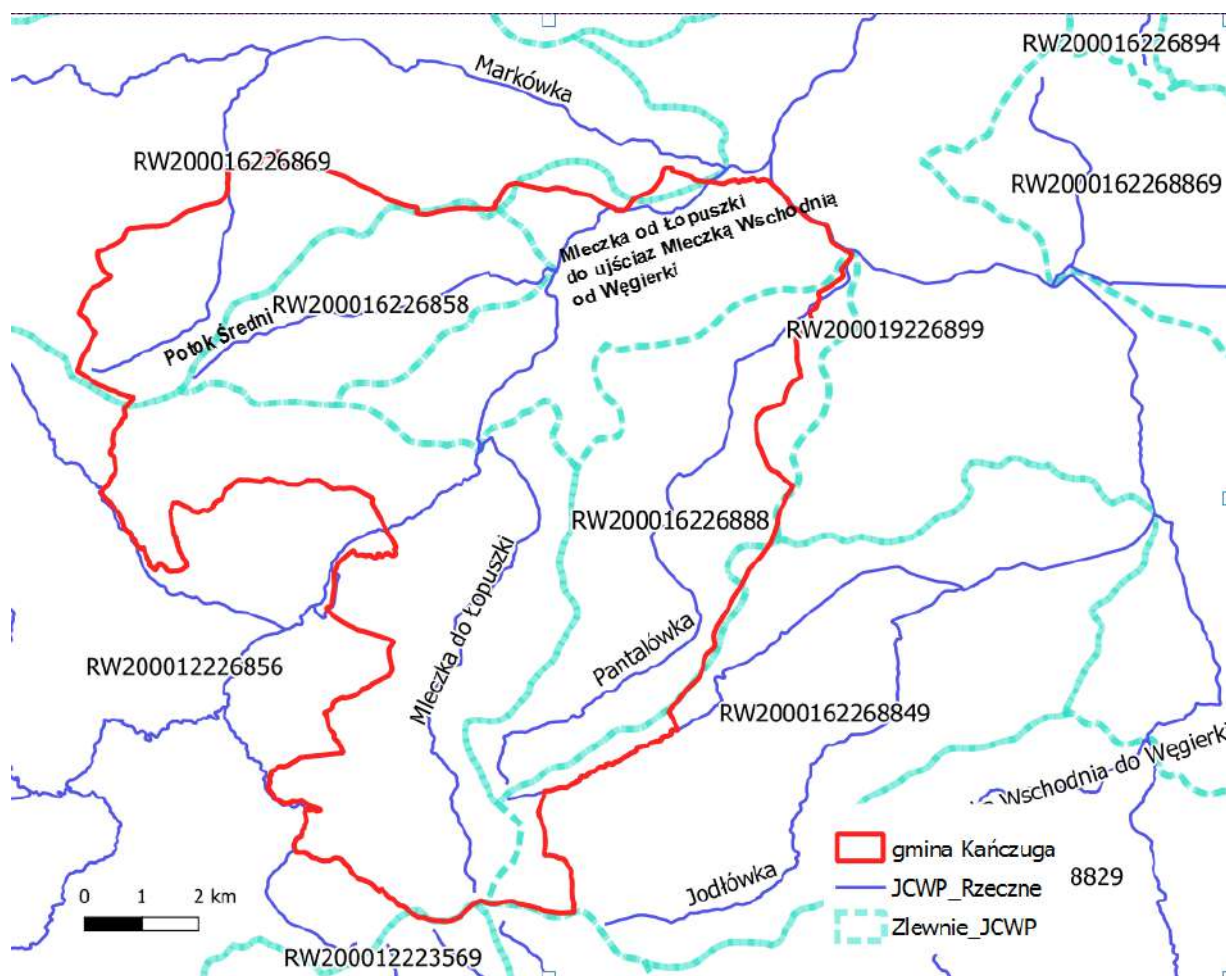 RW200016226894
Markówka
RW200016226869
RW2000162268869
Mleczka od Łopuszki
do ujściaz Mleczką Wschodnią
od Węgierki
RW200016226858
Potok Średni
RW200019226899
RW200016226888
Mleczka do Łopuszki
Pantalówka
RW200012226856
RW2000162268849
Wschodnia do Węgierki
gmina Kańczuga
JCWP_Rzeczne
8829
Zlewnie_JCWP
Jodłówka
0 1 2 km
RW200012223569